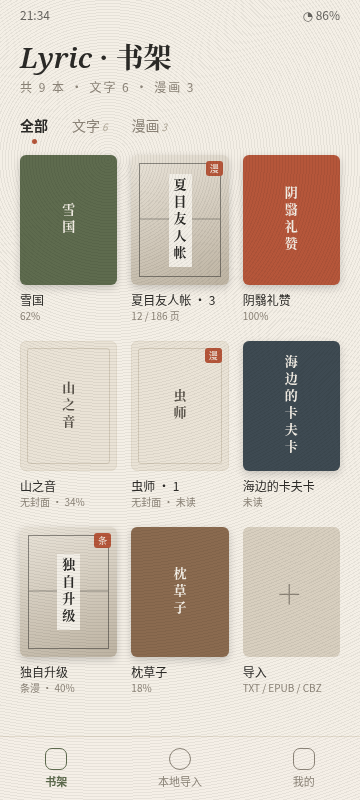 21:34
◔ 86%
Lyric · 书架
共 9 本 · 文字 6 · 漫画 3
全部
文字 6
漫画 3
雪国
漫
夏目友人帐
阴翳礼赞
雪国
62%
夏目友人帐 · 3
12 / 186 页
阴翳礼赞
100%
山之音
漫
虫师
海边的卡夫卡
山之音
无封面 · 34%
虫师 · 1
无封面 · 未读
海边的卡夫卡
未读
条
独自升级
枕草子
独自升级
条漫 · 40%
枕草子
18%
导入
TXT / EPUB / CBZ
书架
本地导入
我的